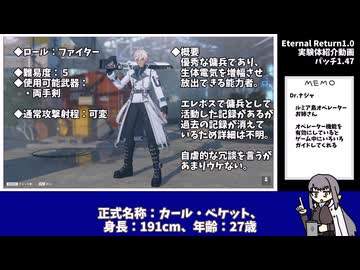 Eternal Return1.0
実験体紹介動画
パッチ1.47
◆ロール：ファイター
◆難易度：５
◆使用可能武器：
・両手剣
◆通常攻撃射程：可変
◆概要
優秀な傭兵であり、
生体電気を増幅させ
放出できる能力者。
エレボスで傭兵として
活動した記録があるが
過去の記録が消えて
いるため詳細は不明。
自虐的な冗談を言うが
あまりウケない。
MEMO
Dr.ナジャ
ルミア島オペレーター
お姉さん
オペレーター機能を
有効にしていると
ゲーム中にいろいろ
ガイドしてくれる
正式名称：カール・ベケット、
身長：191cm、年齢：27歳